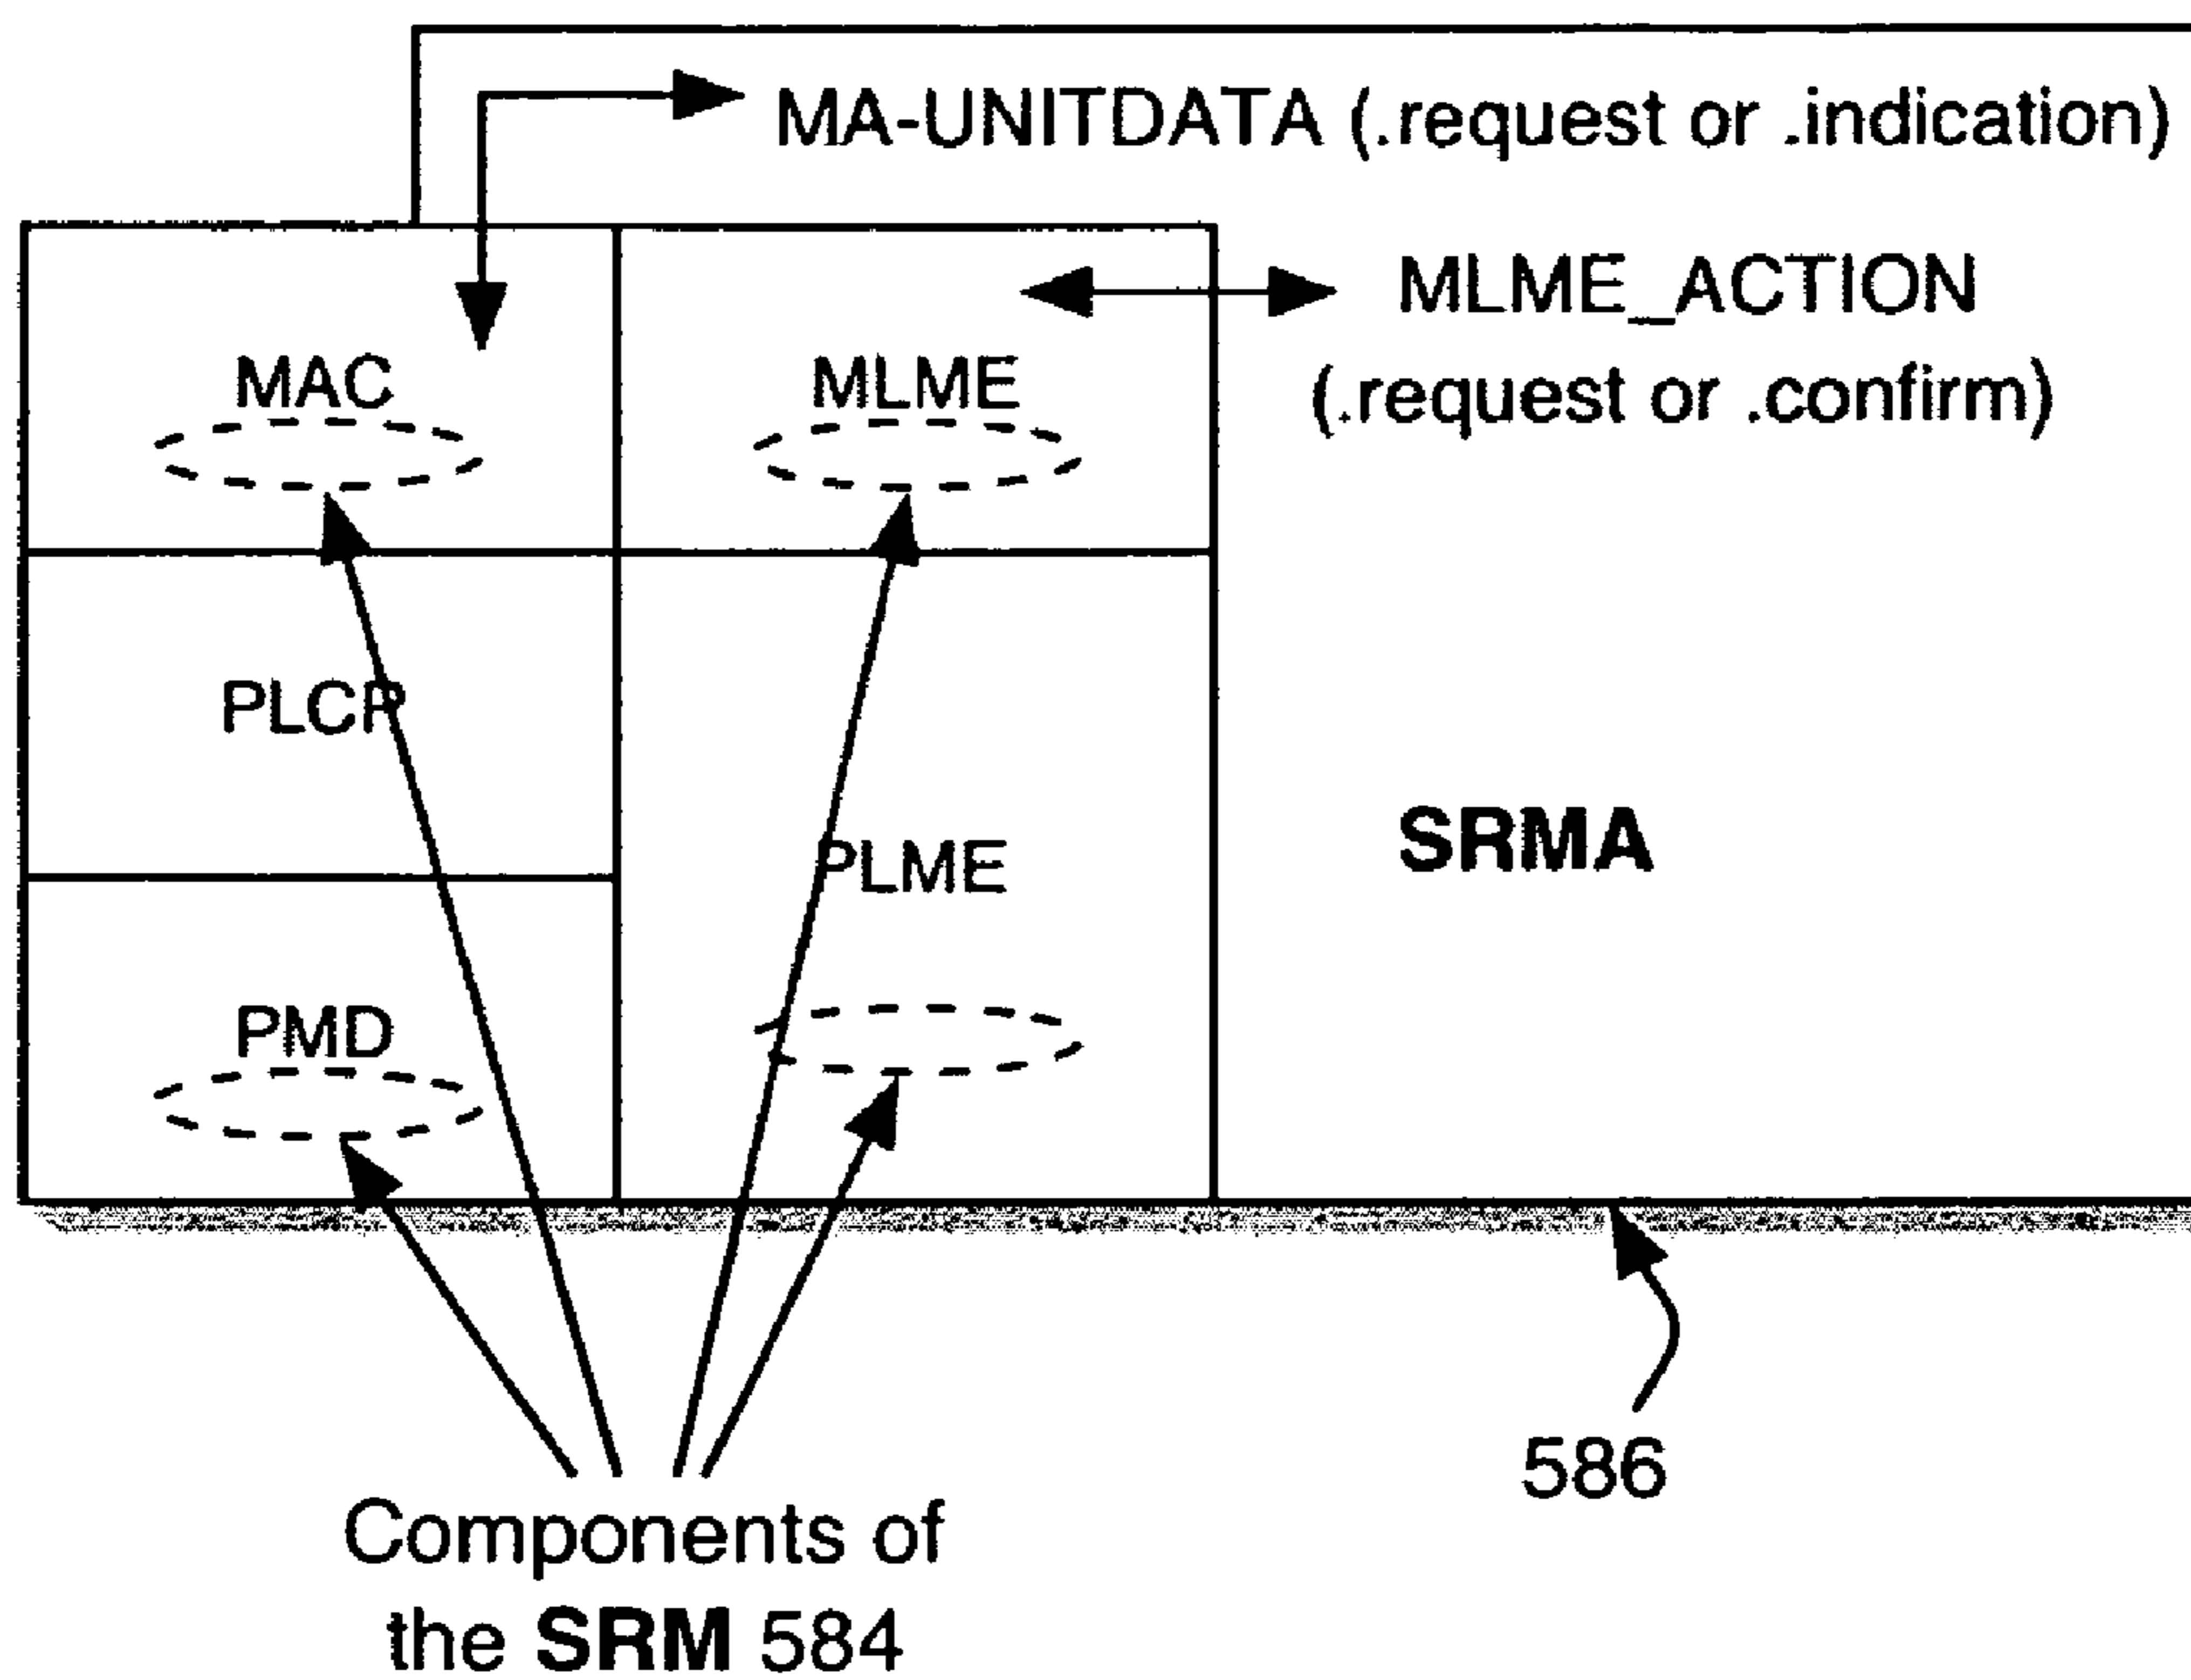 MA-UNITDATA (.request or .indication)
MLME_ACTION
(.request or .confirm)
MAC
MLME
PLCP
PLME
SRMA
PMD
586
Components of
the SRM 584